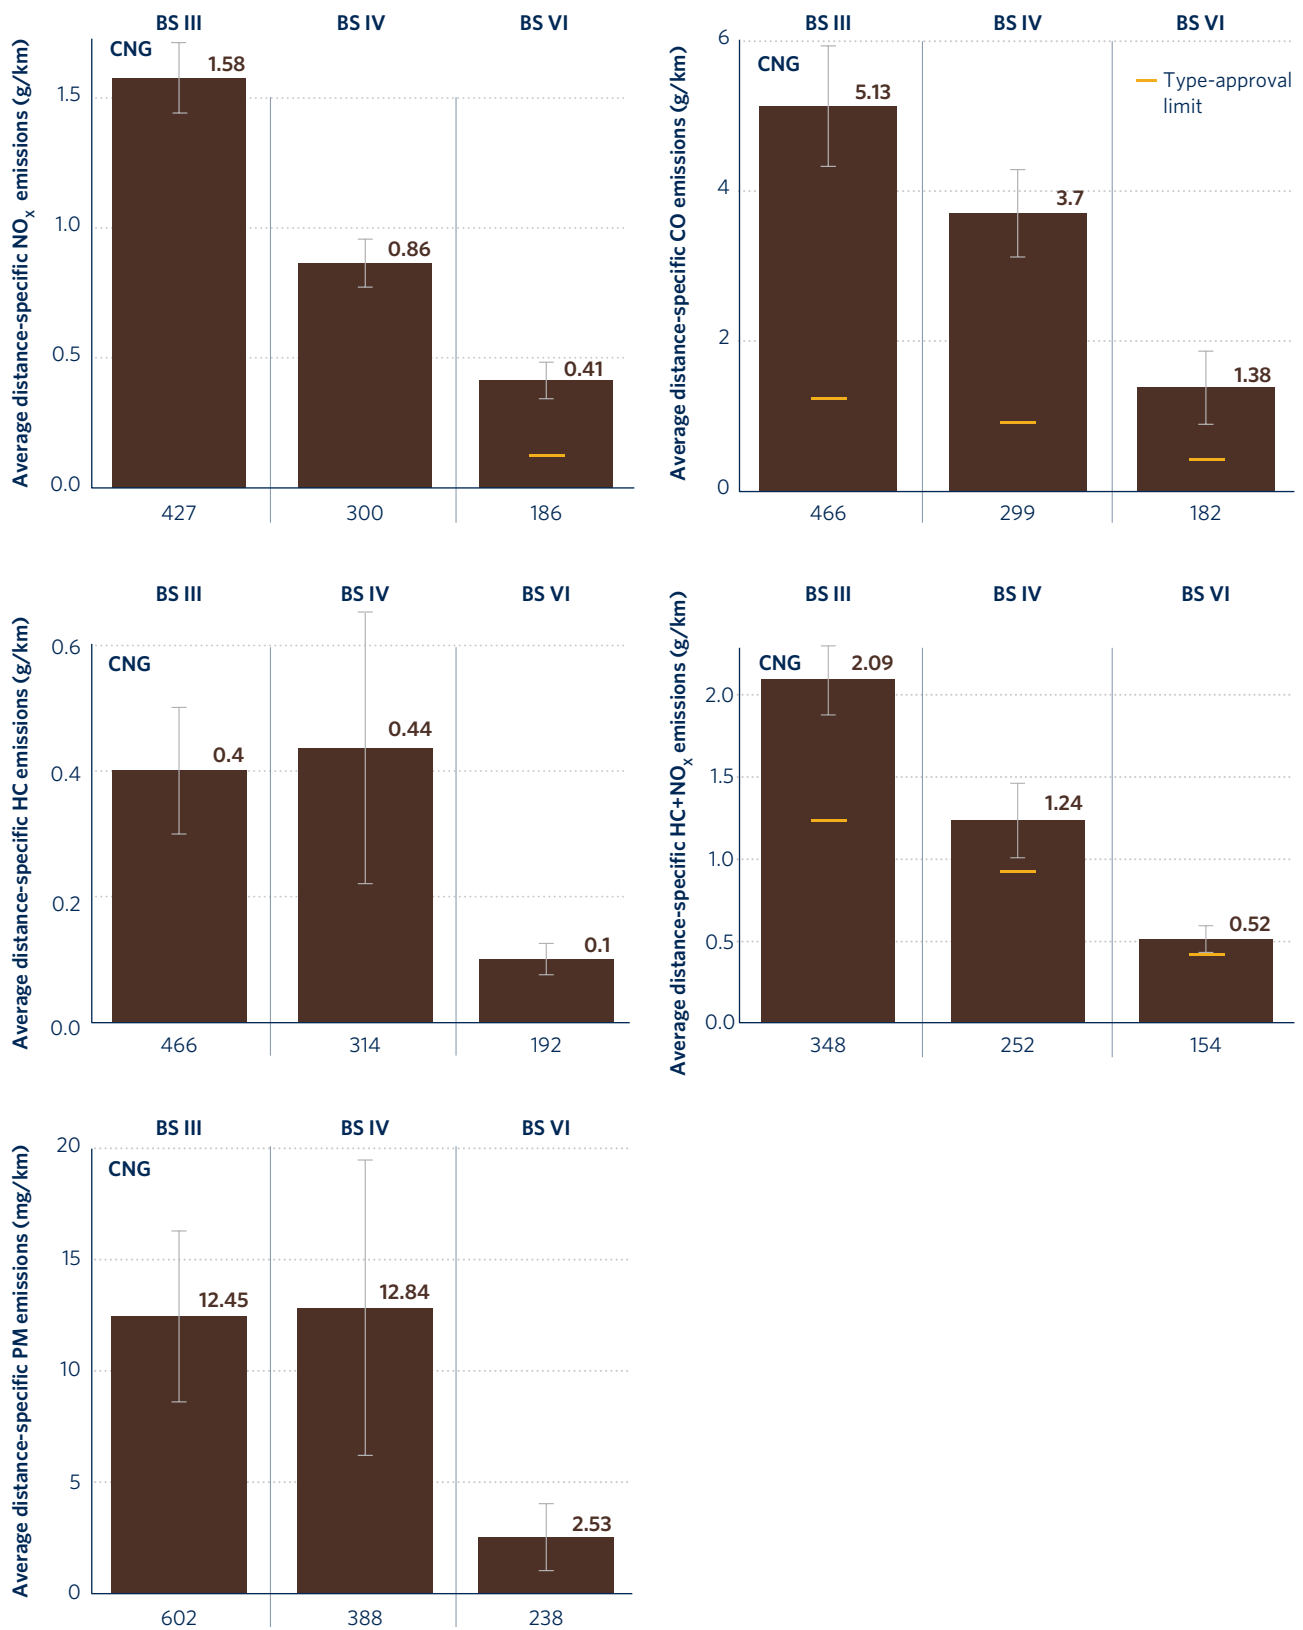 BS III BS IV BS VI
Average distance-specific NOx emissions (g/km)
CNG
1.5
1.0
0.5
0.0
1.58
0.86
0.41
427 300 186
BS III BS IV BS VI
Average distance-specific CO emissions (g/km)
CNG
Type-approval
limit
6
4
2
0
5.13
3.7
1.38
466 299 182
BS III BS IV BS VI
Average distance-specific HC emissions (g/km)
CNG
0.6
0.4
0.2
0.0
0.4
0.44
0.1
466 314 192
BS III BS IV BS VI
Average distance-specific HC+NOx emissions (g/km)
CNG
2.0
1.5
1.0
0.5
0.0
2.09
1.24
0.52
348 252 154
BS III BS IV BS VI
Average distance-specific PM emissions (mg/km)
CNG
20
15
10
5
0
12.45
12.84
2.53
602 388 238